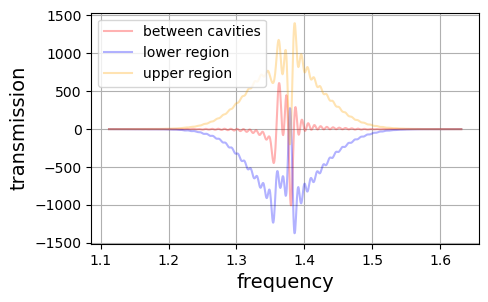 transmission
1500
1000
500
0
−500
−1000
−1500
between cavities
lower region
upper region
1.1 1.2 1.3 1.4 1.5 1.6
frequency